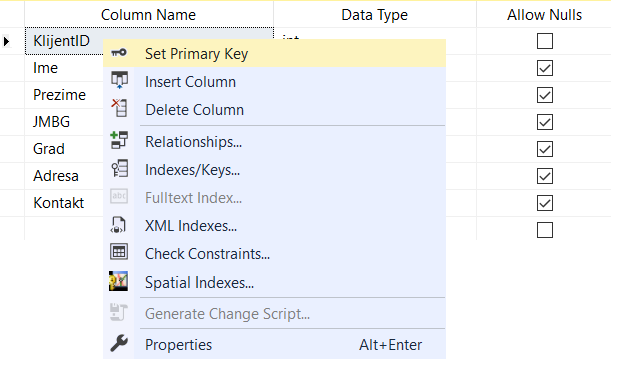 Column Name Data Type Allow Nulls
KlijentID
Set Primary Key
Ime
Insert Column
Prezime
Delete Column
JMBG
Relationships...
Grad
Indexes/Keys...
Adresa
Fulltext Index...
Kontakt
XML Indexes...
Check Constraints...
Spatial Indexes...
Generate Change Script...
Properties Alt+Enter